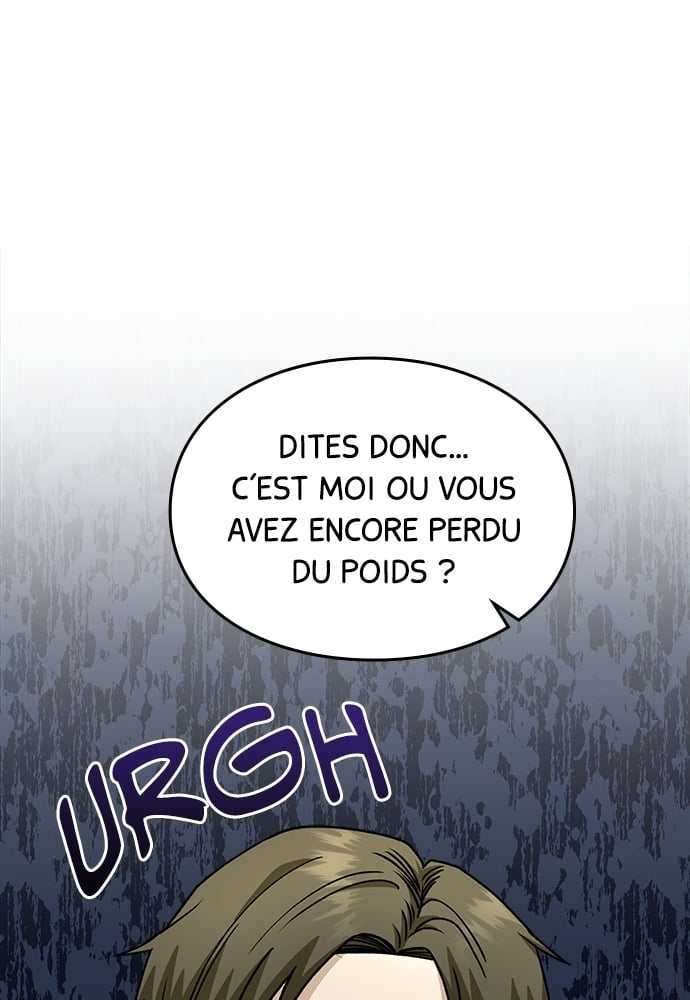 DITES DONC...
C'EST MOI OU VOUS
AVEZ ENCORE PERDU
DU POIDS ?
URGH